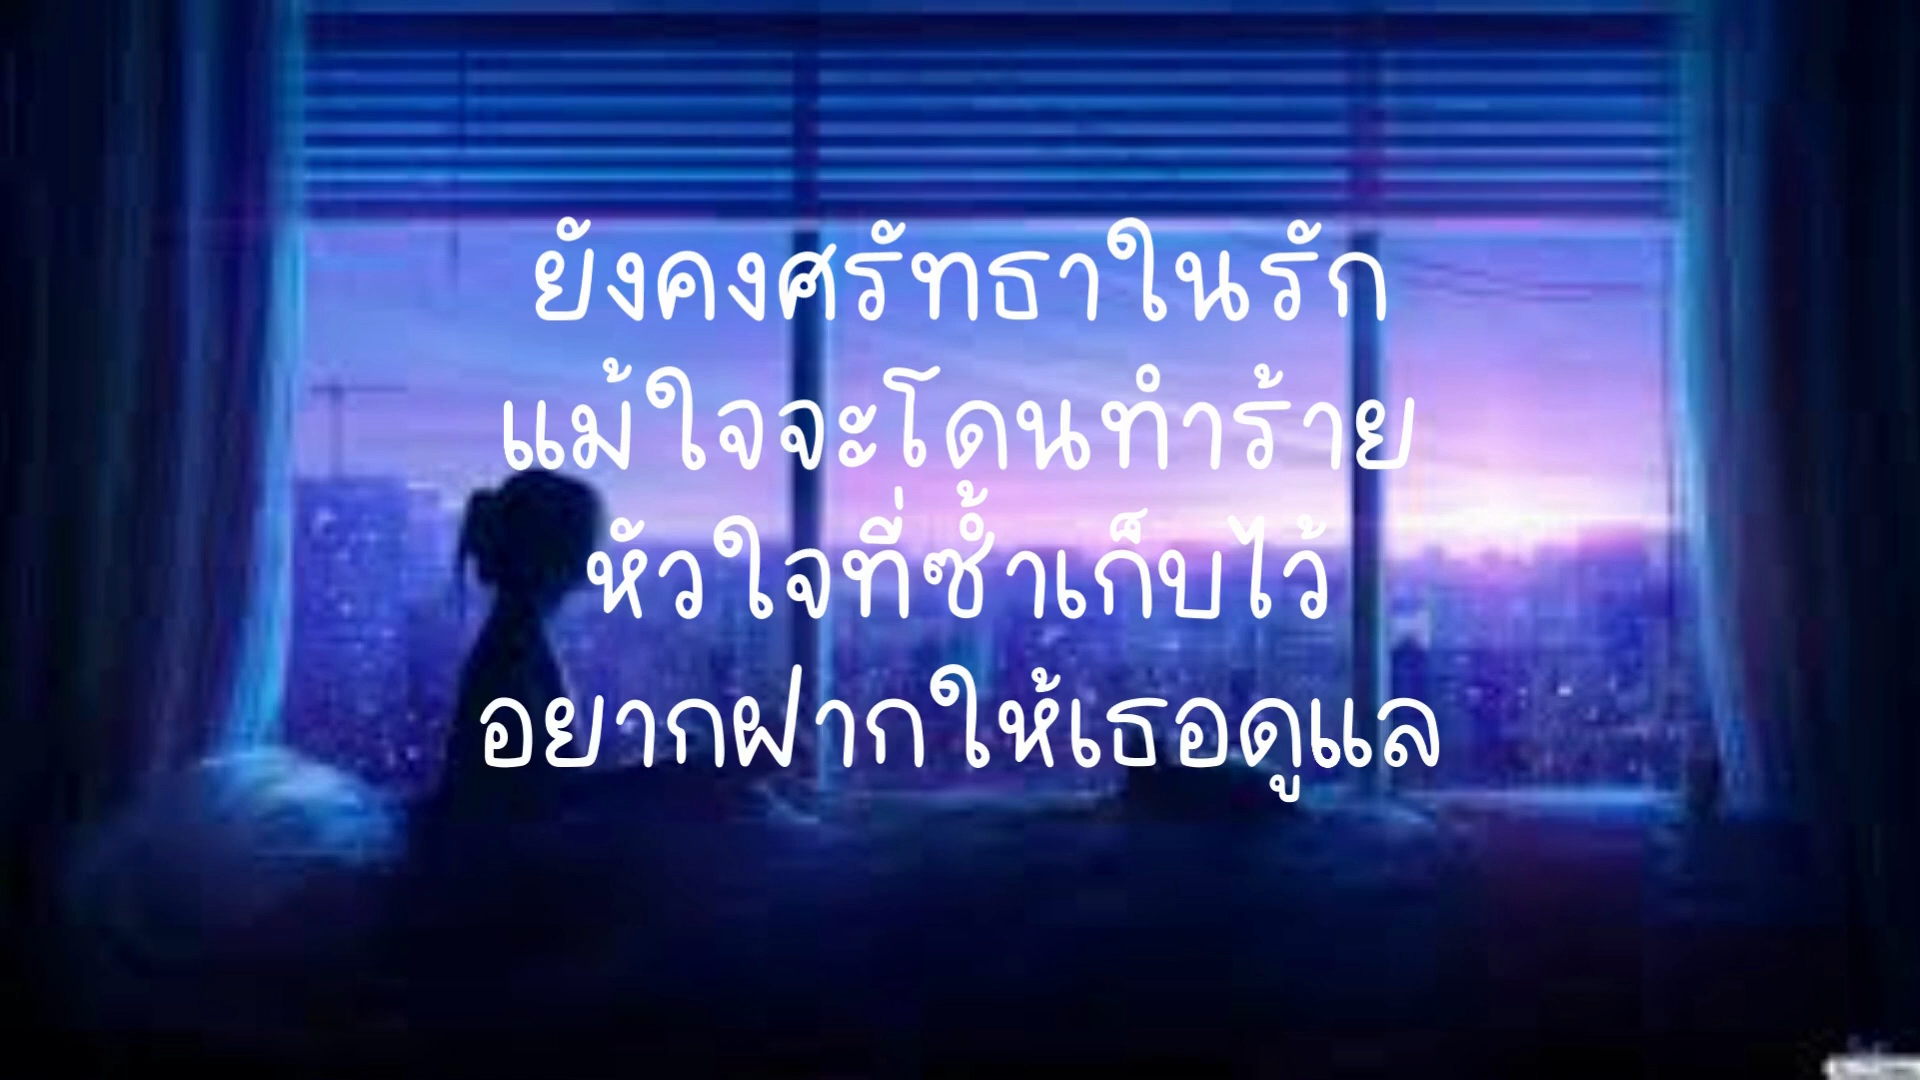 ยังคงศรัทธาในรัก
แม้ใจจะโดนทำร้าย
หัวใจที่ซ้ำเก็บไว้
อยากฝากให้เธอดูแล